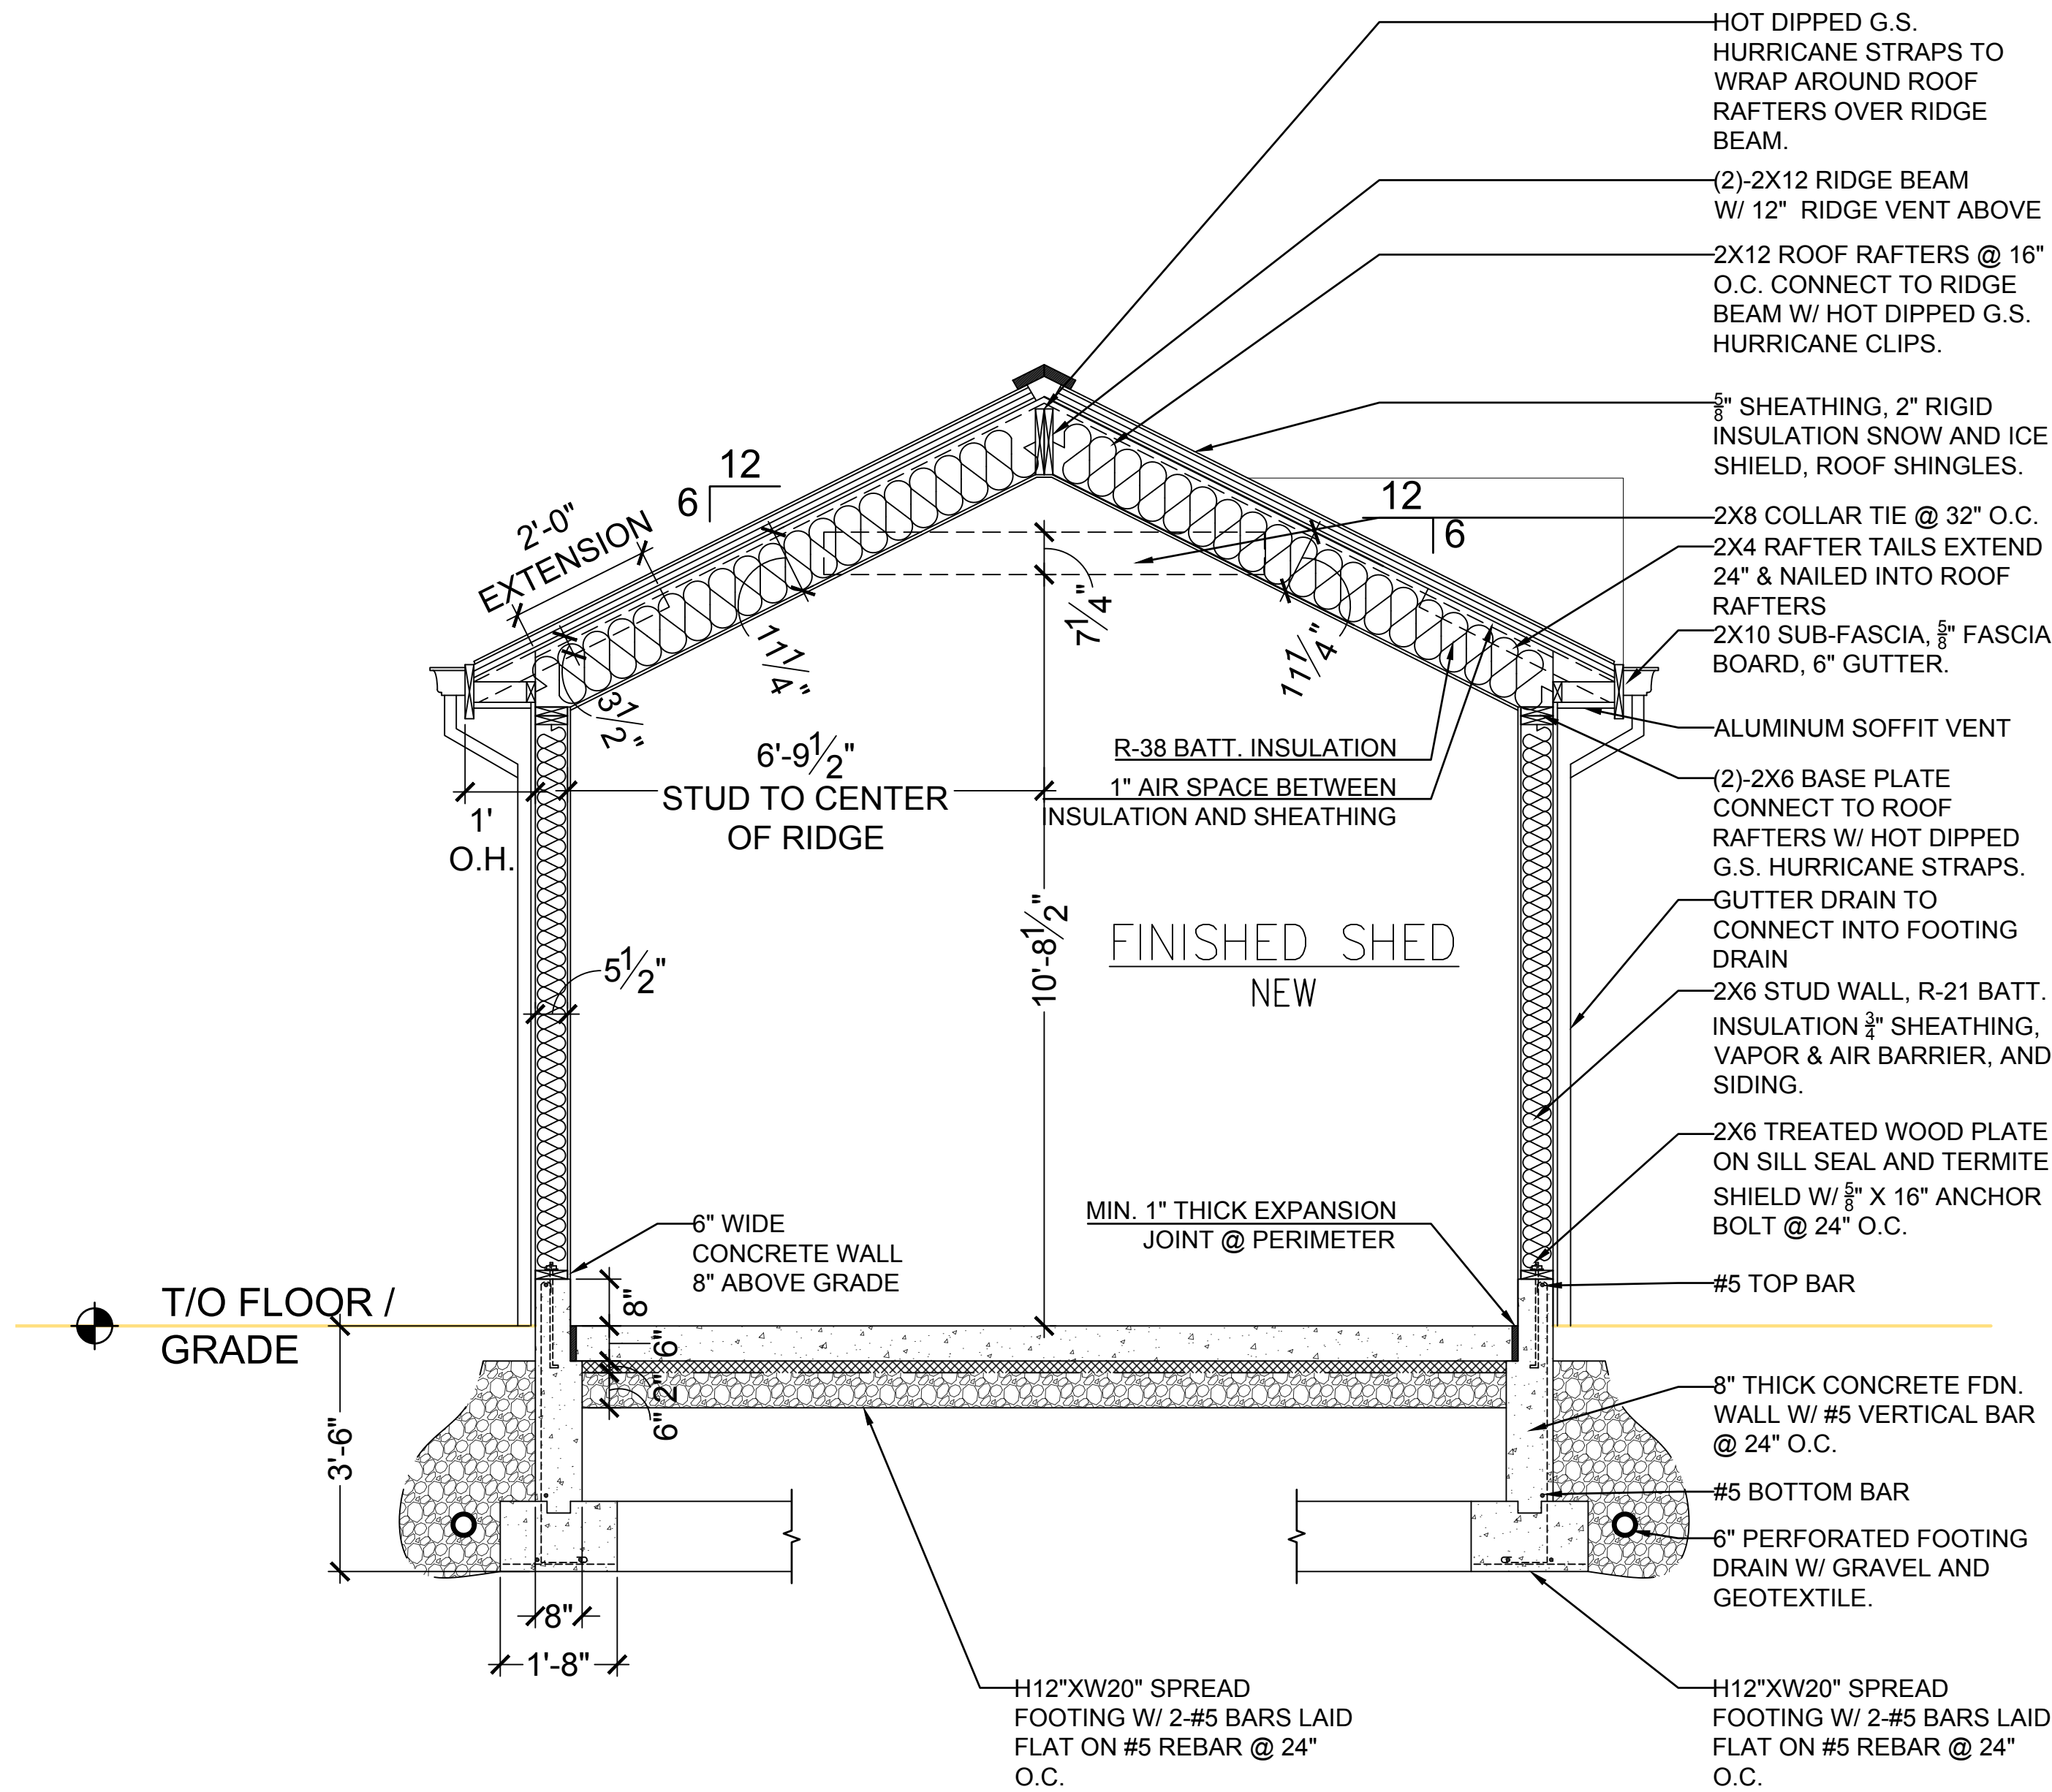 HOT DIPPED G.S.
HURRICANE STRAPS TO
WRAP AROUND ROOF
RAFTERS OVER RIDGE
BEAM.
(2)-2X12 RIDGE BEAM
W/ 12" RIDGE VENT ABOVE
2X12 ROOF RAFTERS @ 16"
O.C. CONNECT TO RIDGE
BEAM W/ HOT DIPPED G.S.
HURRICANE CLIPS.
5/8" SHEATHING, 2" RIGID
INSULATION SNOW AND ICE
SHIELD, ROOF SHINGLES.
2X8 COLLAR TIE @ 32" O.C.
2X4 RAFTER TAILS EXTEND
24" & NAILED INTO ROOF
RAFTERS
2X10 SUB-FASCIA, 5/8" FASCIA
BOARD, 6" GUTTER.
ALUMINUM SOFFIT VENT
(2)-2X6 BASE PLATE
CONNECT TO ROOF
RAFTERS W/ HOT DIPPED
G.S. HURRICANE STRAPS.
GUTTER DRAIN TO
CONNECT INTO FOOTING
DRAIN
2X6 STUD WALL, R-21 BATT.
INSULATION 3/4" SHEATHING,
VAPOR & AIR BARRIER, AND
SIDING.
2X6 TREATED WOOD PLATE
ON SILL SEAL AND TERMITE
SHIELD W/ 5/8" X 16" ANCHOR
BOLT @ 24" O.C.
#5 TOP BAR
8" THICK CONCRETE FDN.
WALL W/ #5 VERTICAL BAR
@ 24" O.C.
#5 BOTTOM BAR
6" PERFORATED FOOTING
DRAIN W/ GRAVEL AND
GEOTEXTILE.
H12"XW20" SPREAD
FOOTING W/ 2-#5 BARS LAID
FLAT ON #5 REBAR @ 24"
O.C.
12
6
12
6
2'-0"
EXTENSION
11 1/4"
7 1/4"
11 1/4"
3 1/2"
6'-9 1/2"
STUD TO CENTER
OF RIDGE
1'
O.H.
R-38 BATT. INSULATION
1" AIR SPACE BETWEEN
INSULATION AND SHEATHING
10'-8 1/2"
FINISHED SHED
NEW
5 1/2"
6" WIDE
CONCRETE WALL
8" ABOVE GRADE
MIN. 1" THICK EXPANSION
JOINT @ PERIMETER
T/O FLOOR /
GRADE
8"
6"
2"
6"
3'-6"
8"
1'-8"
H12"XW20" SPREAD
FOOTING W/ 2-#5 BARS LAID
FLAT ON #5 REBAR @ 24"
O.C.